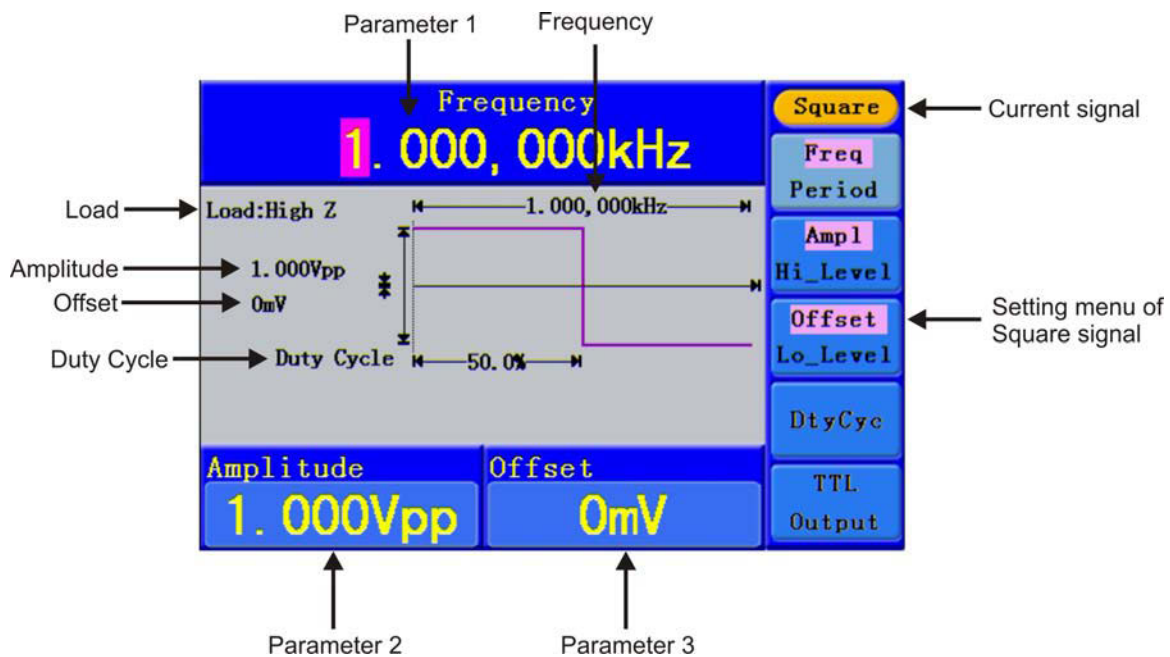 Parameter 1
Frequency
Frequency
1.000,000kHz
Square
Current signal
Freq
Period
Load
Load:High Z
1.000,000kHz
Ampl
Hi_Level
Amplitude
1.000Vpp
Offset
0mV
Offset
Lo_Level
Setting menu of
Square signal
Duty Cycle
Duty Cycle
50.0%
DtyCyc
Amplitude
Offset
1.000Vpp
0mV
TTL
Output
Parameter 2
Parameter 3